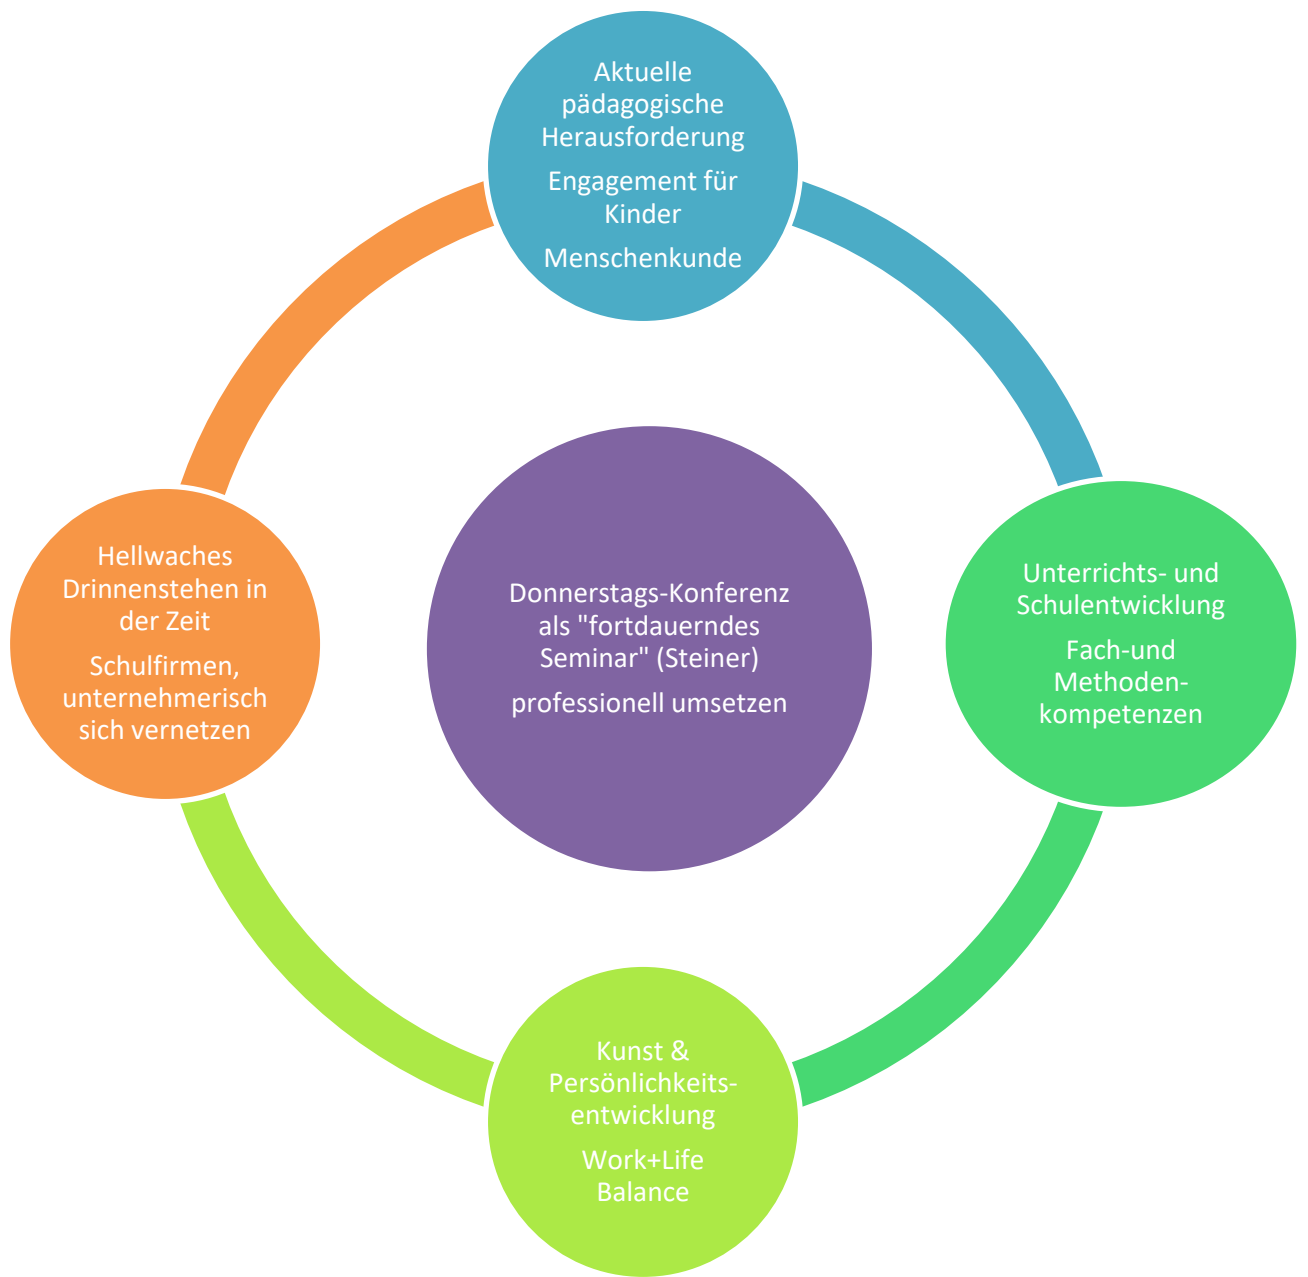 Aktuelle
pädagogische
Herausforderung
Engagement für
Kinder
Menschenkunde
Hellwaches
Drinnenstehen in
der Zeit
Schulfirmen,
unternehmerisch
sich vernetzen
Donnerstags-Konferenz
als "fortdauerndes
Seminar" (Steiner)
professionell umsetzen
Unterrichts- und
Schulentwicklung
Fach-und
Methoden-
kompetenzen
Kunst &
Persönlichkeits-
entwicklung
Work+Life
Balance